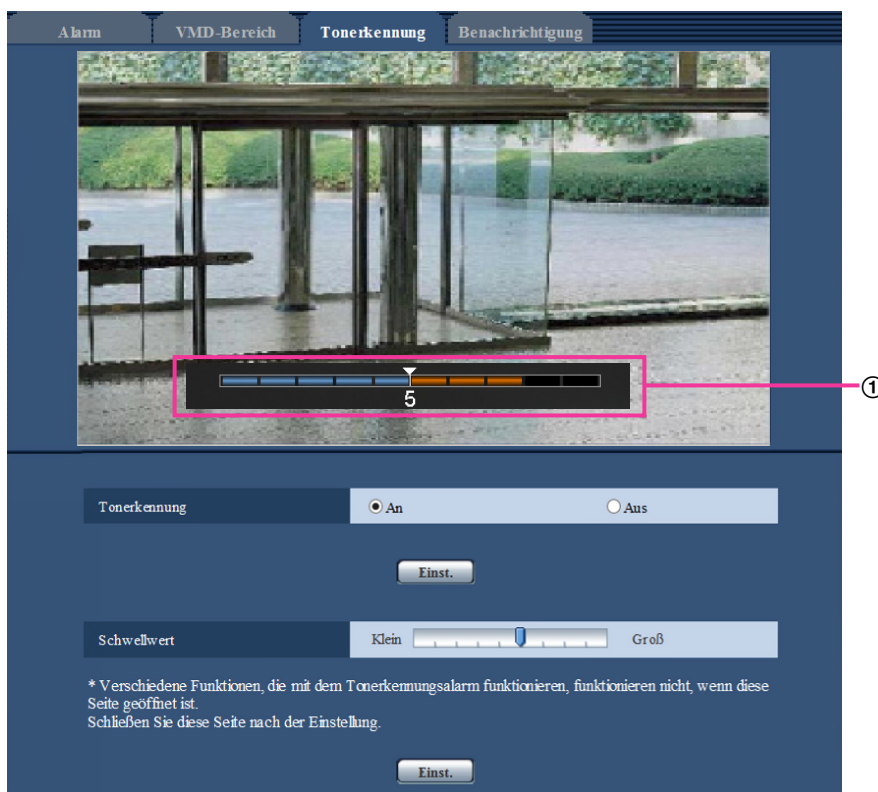 Alarm VMD-Bereich Tonerkennung Benachrichtigung
5
①
Tonerkennung An Aus
Einst.
Schwellwert Klein Groß
* Verschiedene Funktionen, die mit dem Tonerkennungsalarm funktionieren, funktionieren nicht, wenn diese
Seite geöffnet ist.
Schließen Sie diese Seite nach der Einstellung.
Einst.